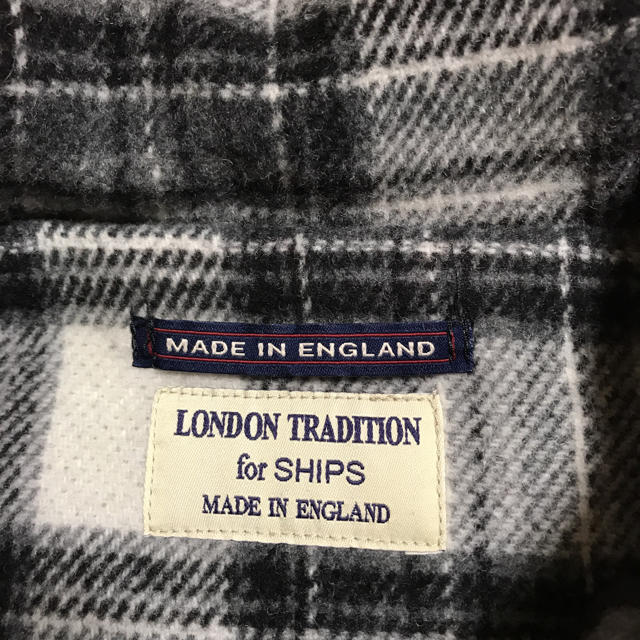 MADE IN ENGLAND
LONDON TRADITION
for SHIPS
MADE IN ENGLAND